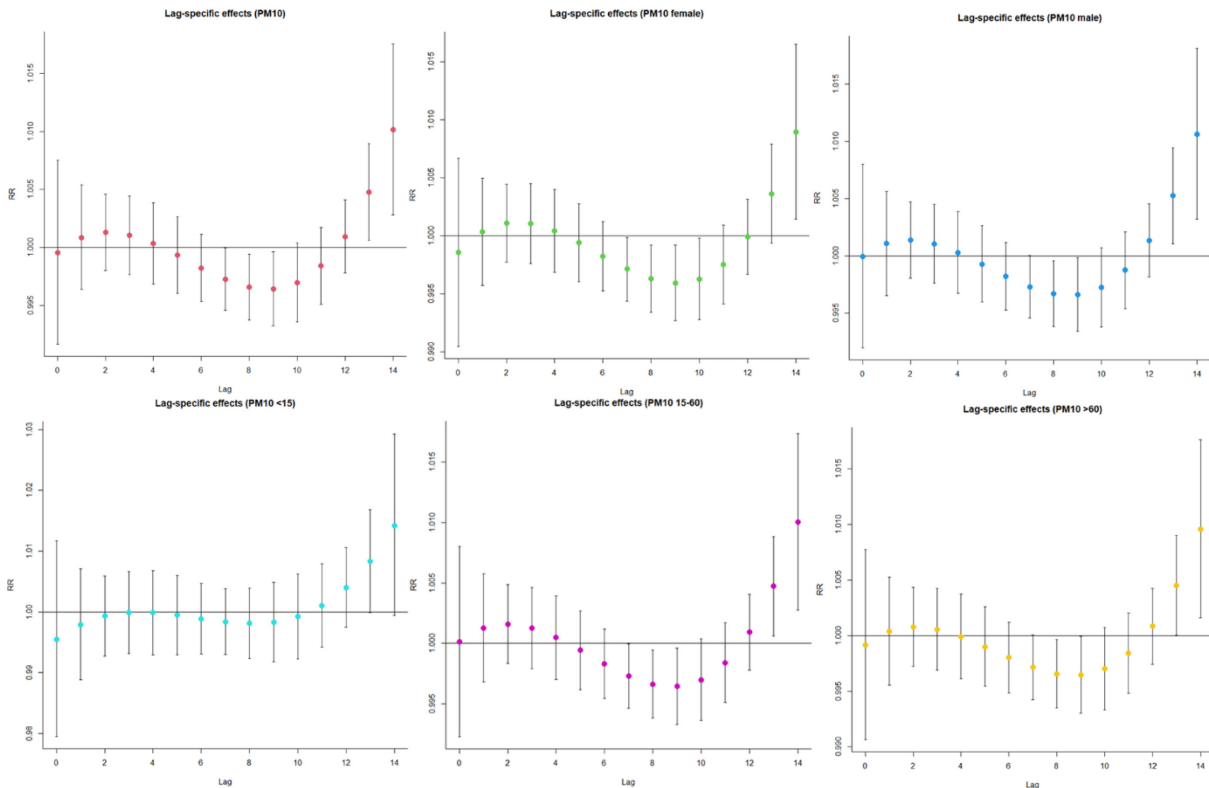 Lag-specific effects (PM10)
RR
1.015
1.010
1.005
1.000
0.995
0 2 4 6 8 10 12 14
Lag
Lag-specific effects (PM10 female)
RR
1.015
1.010
1.005
1.000
0.995
0.990
0 2 4 6 8 10 12 14
Lag
Lag-specific effects (PM10 male)
RR
1.015
1.010
1.005
1.000
0.995
0 2 4 6 8 10 12 14
Lag
Lag-specific effects (PM10 <15)
RR
1.03
1.02
1.01
1.00
0.99
0.98
0 2 4 6 8 10 12 14
Lag
Lag-specific effects (PM10 15-60)
RR
1.015
1.010
1.005
1.000
0.995
0 2 4 6 8 10 12 14
Lag
Lag-specific effects (PM10 >60)
RR
1.015
1.010
1.005
1.000
0.995
0.990
0 2 4 6 8 10 12 14
Lag